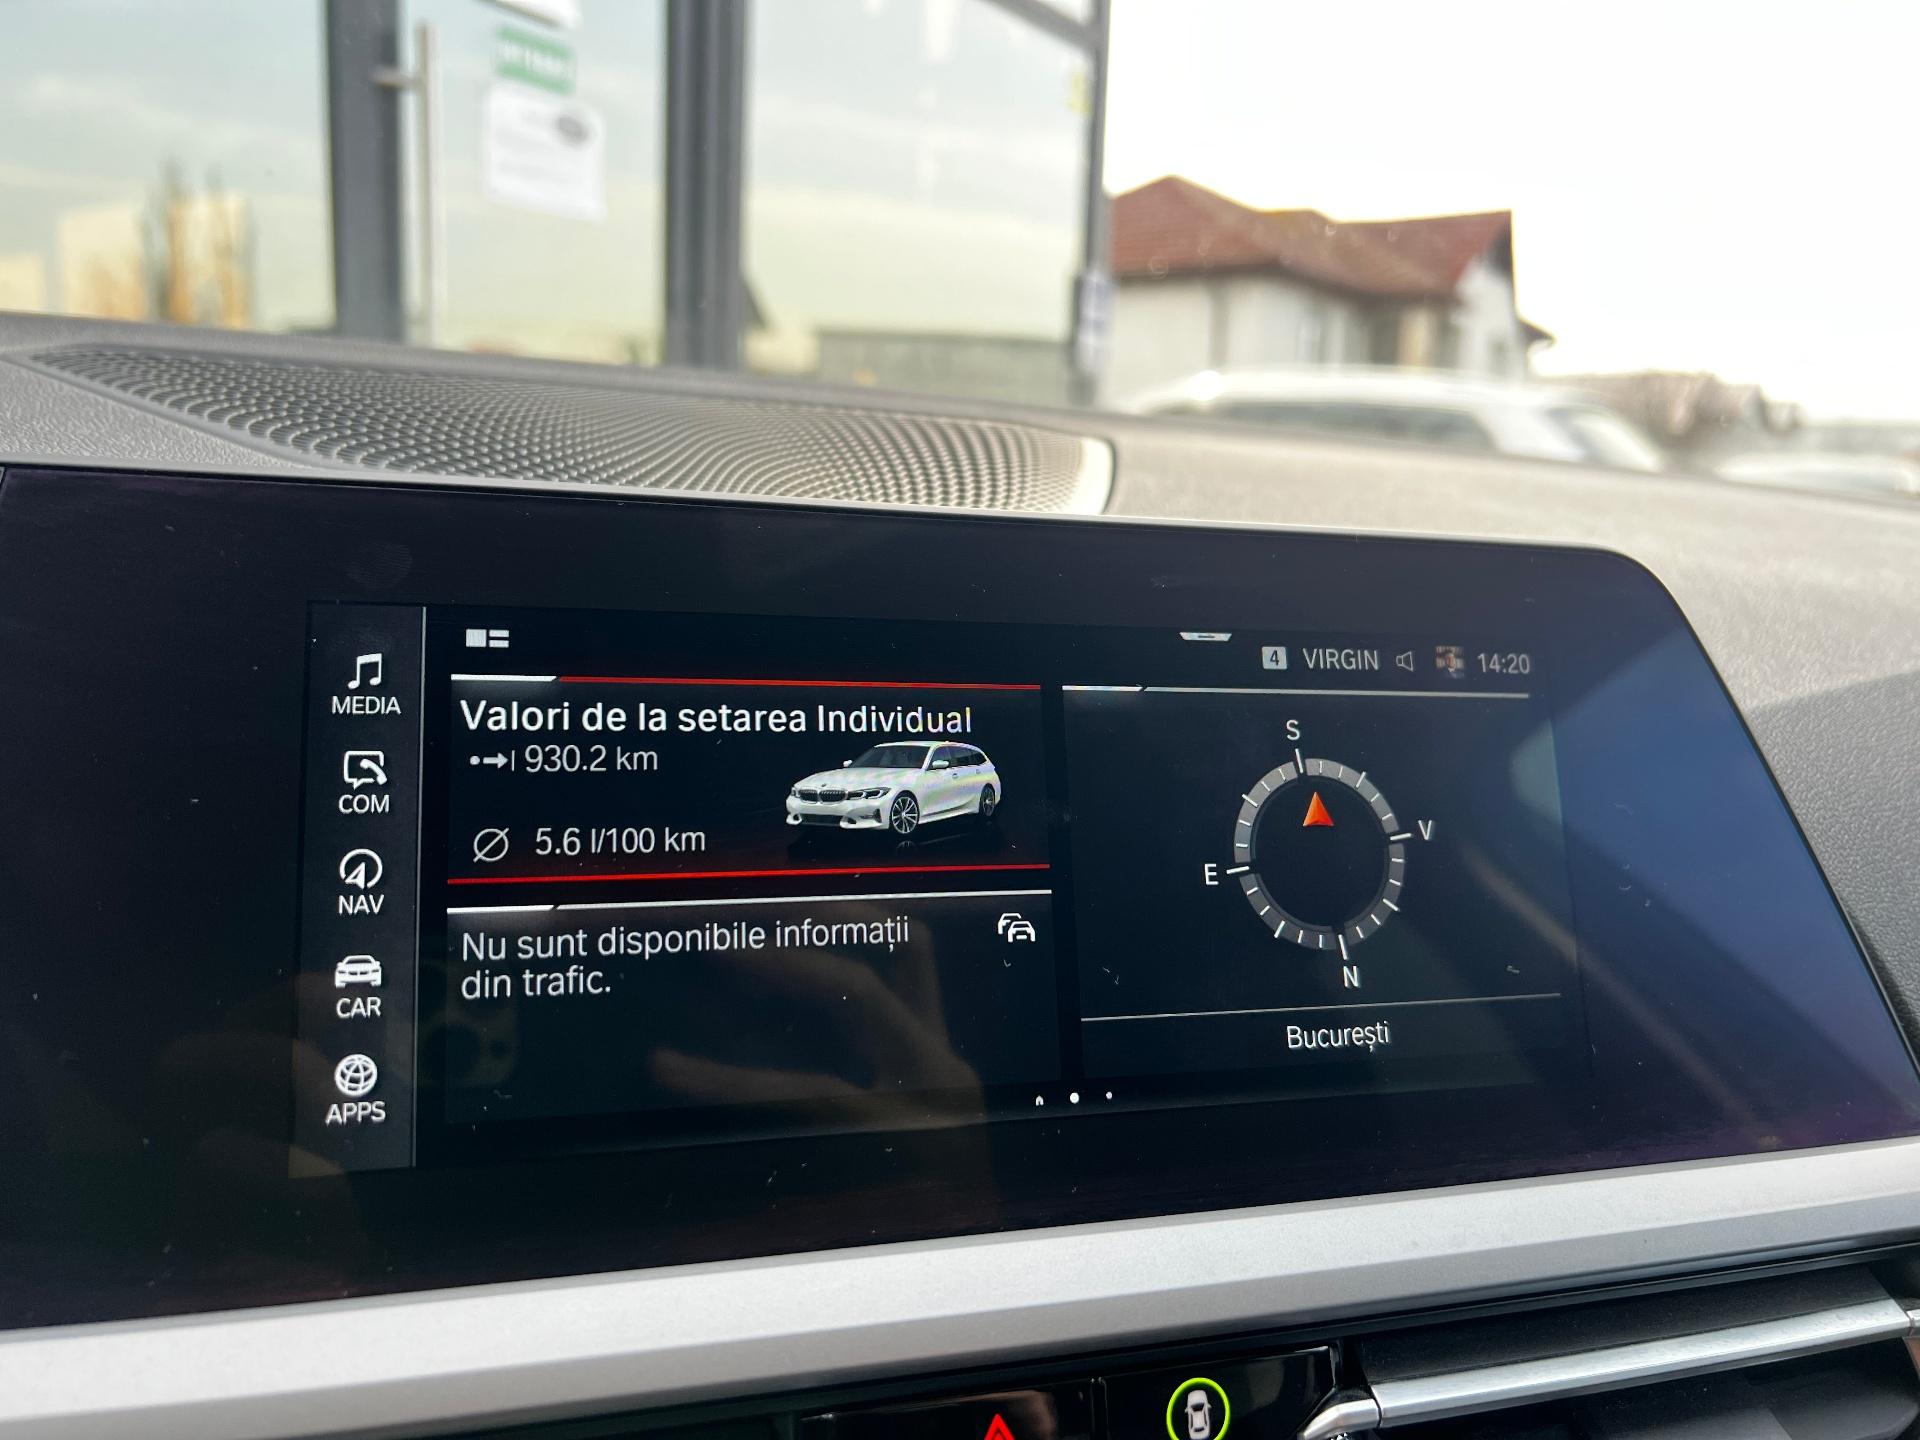 MEDIA
COM
NAV
CAR
APPS
4 VIRGIN 14:20
Valori de la setarea Individual
930.2 km
5.6 l/100 km
Nu sunt disponibile informații
din trafic.
S
V
E
N
București